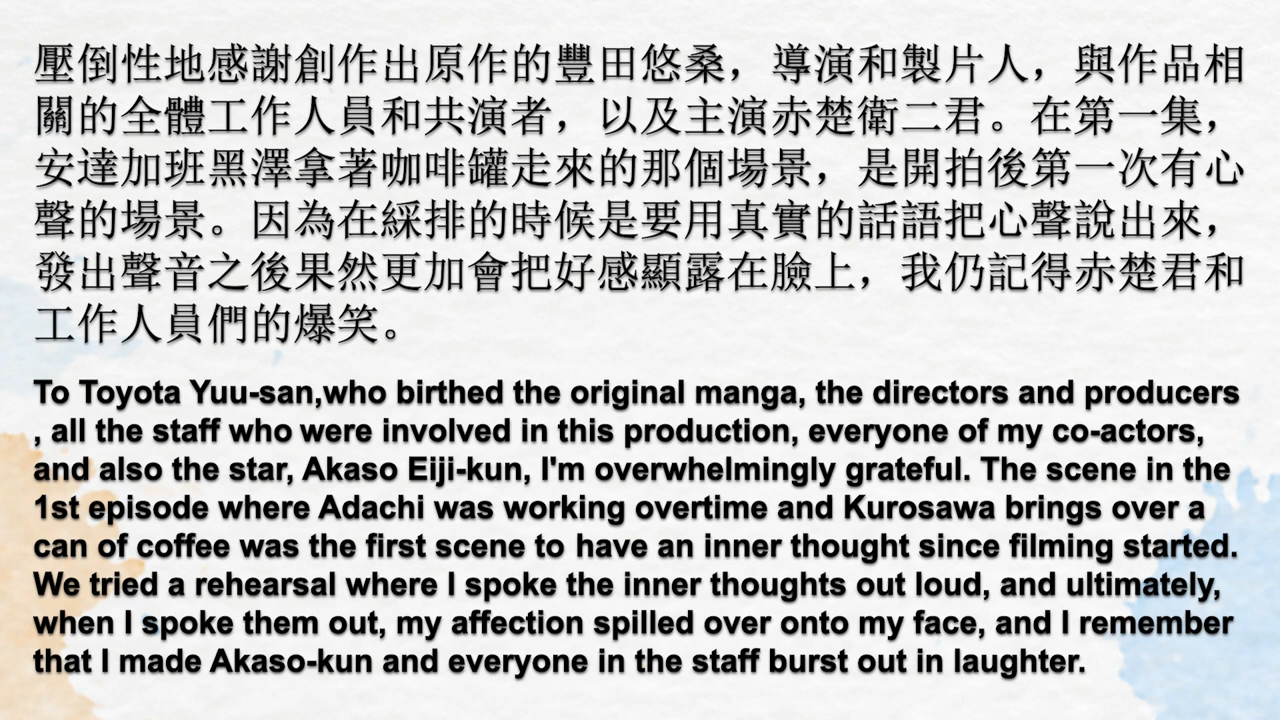 壓倒性地感謝創作出原作的豐田悠桑，導演和製片人，與作品相
關的全體工作人員和共演者，以及主演赤楚衛二君。在第一集，
安達加班黑澤拿著咖啡罐走來的那個場景，是開拍後第一次有心
聲的場景。因為在綵排的時候是要用真實的話語把心聲說出來，
發出聲音之後果然更加會把好感顯露在臉上，我仍記得赤楚君和
工作人員們的爆笑。
To Toyota Yuu-san,who birthed the original manga, the directors and producers
, all the staff who were involved in this production, everyone of my co-actors,
and also the star, Akaso Eiji-kun, I'm overwhelmingly grateful. The scene in the
1st episode where Adachi was working overtime and Kurosawa brings over a
can of coffee was the first scene to have an inner thought since filming started.
We tried a rehearsal where I spoke the inner thoughts out loud, and ultimately,
when I spoke them out, my affection spilled over onto my face, and I remember
that I made Akaso-kun and everyone in the staff burst out in laughter.